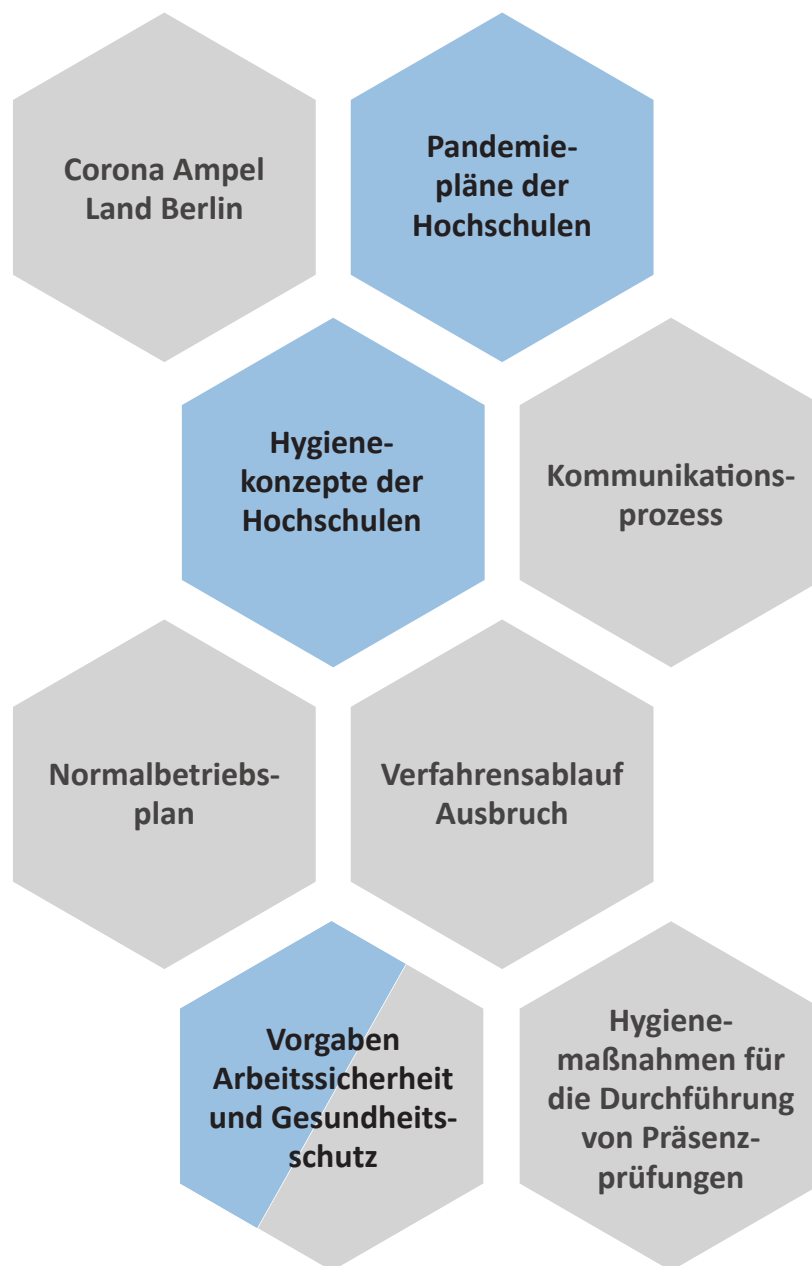 Corona Ampel
Land Berlin
Pandemie-
pläne der
Hochschulen
Hygiene-
konzepte der
Hochschulen
Kommunikations-
prozess
Normalbetriebs-
plan
Verfahrensablauf
Ausbruch
Vorgaben
Arbeitssicherheit
und Gesundheits-
schutz
Hygiene-
maßnahmen für
die Durchführung
von Präsenz-
prüfungen